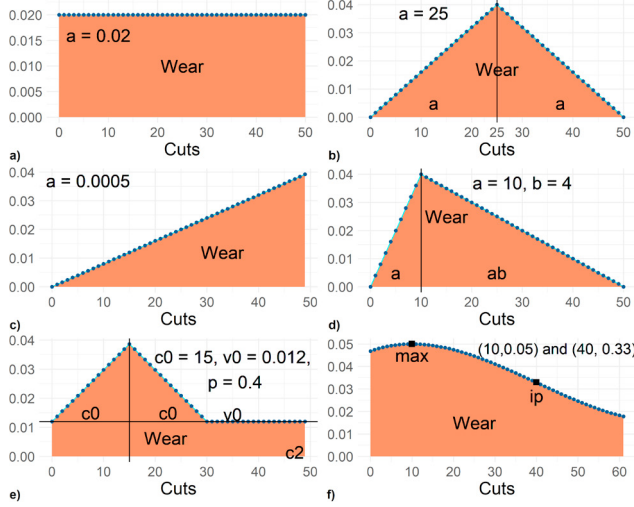 0.020
0.015
0.010
0.005
0.000
a = 0.02
Wear
0 10 20 30 40 50
Cuts
a)
0.04
0.03
0.02
0.01
0.00
a = 25
Wear
a a
0 10 20 25 30 40 50
Cuts
b)
0.04
0.03
0.02
0.01
0.00
a = 0.0005
Wear
0 10 20 30 40 50
Cuts
c)
0.04
0.03
0.02
0.01
0.00
a = 10, b = 4
Wear
a ab
0 10 10 20 30 40 50
Cuts
d)
0.04
0.03
0.02
0.01
0.00
c0 = 15, v0 = 0.012,
p = 0.4
c0 c0 v0
Wear
c2
0 10 20 30 40 50
Cuts
e)
0.05
0.04
0.03
0.02
0.01
0.00
(10,0.05) and (40, 0.33)
max
ip
Wear
0 10 20 30 40 50 60
Cuts
f)